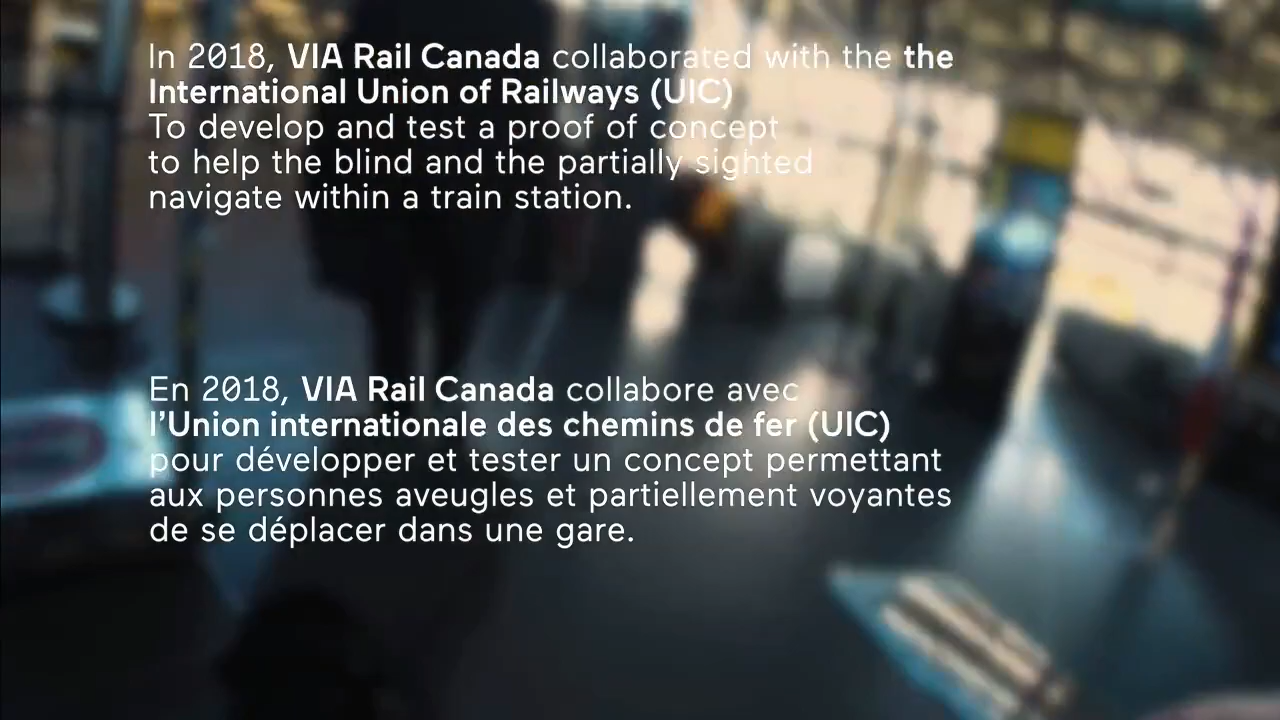 In 2018, VIA Rail Canada collaborated with the the
International Union of Railways (UIC)
To develop and test a proof of concept
to help the blind and the partially sighted
navigate within a train station.
En 2018, VIA Rail Canada collabore avec
l’Union internationale des chemins de fer (UIC)
pour développer et tester un concept permettant
aux personnes aveugles et partiellement voyantes
de se déplacer dans une gare.